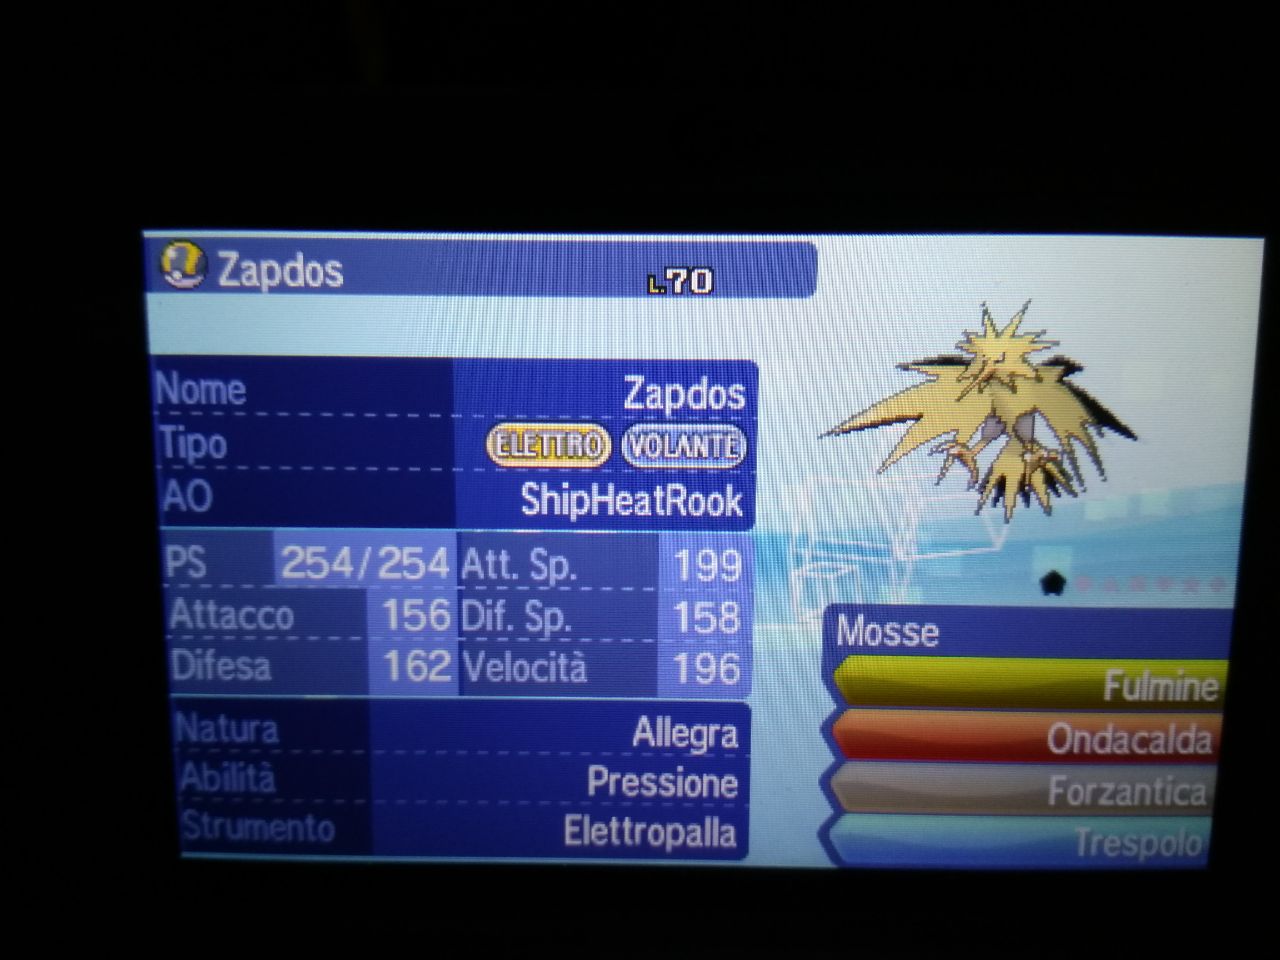 Zapdos L.70
Nome Zapdos
Tipo ELETTRO VOLANTE
AO ShipHeatRook
PS 254/254 Att. Sp. 199
Attacco 156 Dif. Sp. 158
Difesa 162 Velocità 196
Natura Allegra
Abilità Pressione
Strumento Elettropalla
Mosse
Fulmine
Ondacalda
Forzantica
Trespolo